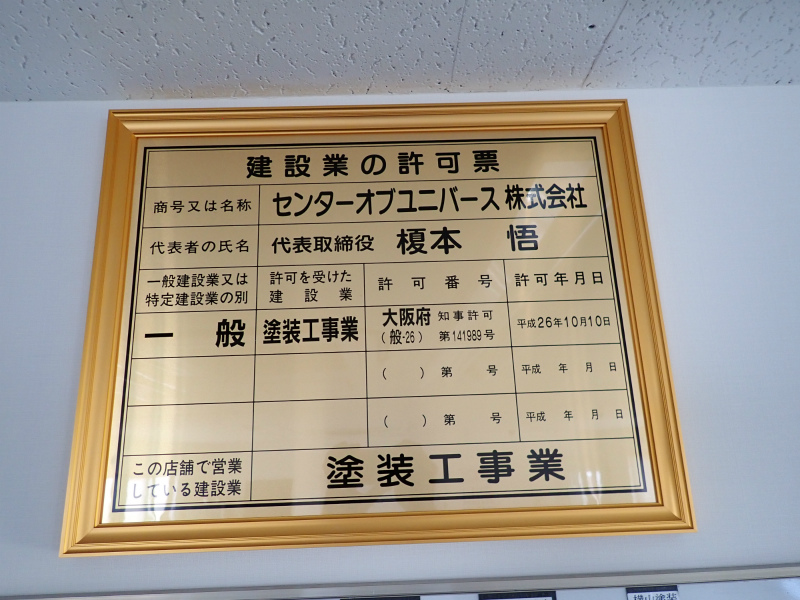 建設業の許可票
商号又は名称 センターオブユニバース 株式会社
代表者の氏名 代表取締役 榎本 悟
一般建設業又は 許可を受けた 許可番号 許可年月日
特定建設業の別 建設業
一般 塗装工事業 大阪府 知事許可 平成26年10月10日
(般-26) 第141989号
( ) 第 号 平成 年 月 日
( ) 第 号 平成 年 月 日
この店舗で営業 塗装工事業
している建設業
横山塗装